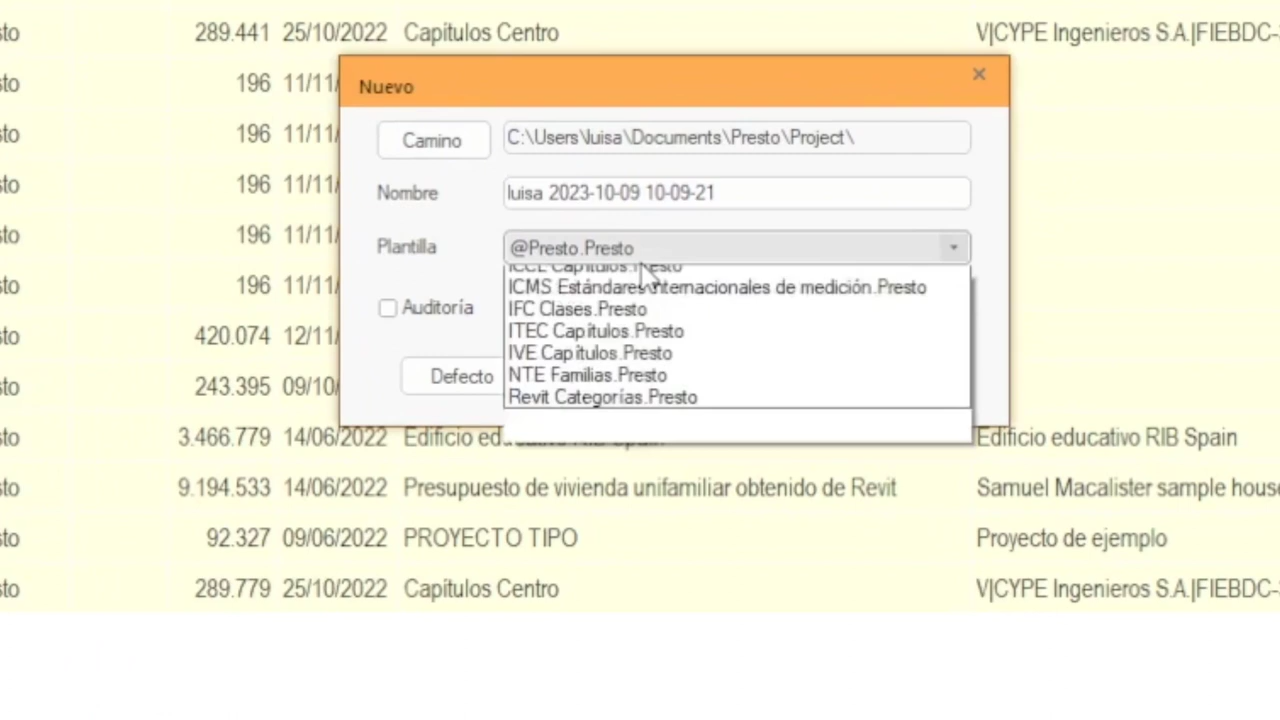 sto 289.441 25/10/2022 Capítulos Centro V|CYPE Ingenieros S.A.|FIEBDC-
Nuevo
sto 196 11/11/
Camino C:\Users\luisa\Documents\Presto\Project\
sto 196 11/11/
sto 196 11/11/
Nombre luisa 2023-10-09 10-09-21
sto 196 11/11/
Plantilla @Presto.Presto
Capítulos.Presto
sto 196 11/11/
ICMS Estándares internacionales de medición.Presto
Auditoría
IFC Clases.Presto
sto 420.074 12/11/
ITEC Capítulos.Presto
IVE Capítulos.Presto
Defecto
NTE Familias.Presto
sto 243.395 09/10/
Revit Categorías.Presto
sto 3.466.779 14/06/2022 Edificio educativo RIB Spain Edificio educativo RIB Spain
sto 9.194.533 14/06/2022 Presupuesto de vivienda unifamiliar obtenido de Revit Samuel Macalister sample house
sto 92.327 09/06/2022 PROYECTO TIPO Proyecto de ejemplo
sto 289.779 25/10/2022 Capítulos Centro V|CYPE Ingenieros S.A.|FIEBDC-